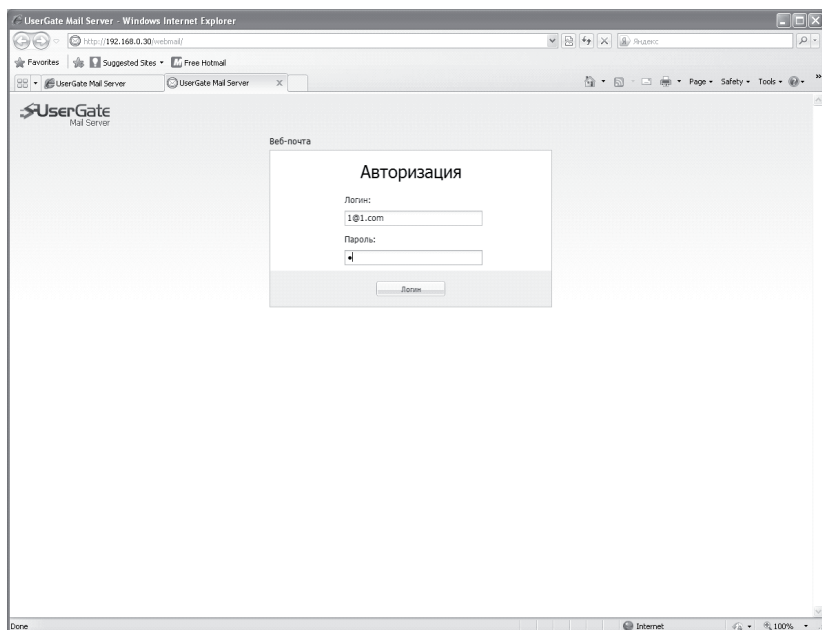 UserGate Mail Server - Windows Internet Explorer
http://192.168.0.30/webmail/
Яндекс
Favorites Suggested Sites Free Hotmail
UserGate Mail Server UserGate Mail Server x Page Safety Tools »
UserGate
Mail Server
Веб-почта
Авторизация
Логин:
1@1.com
Пароль:
Логин
Done Internet 100%